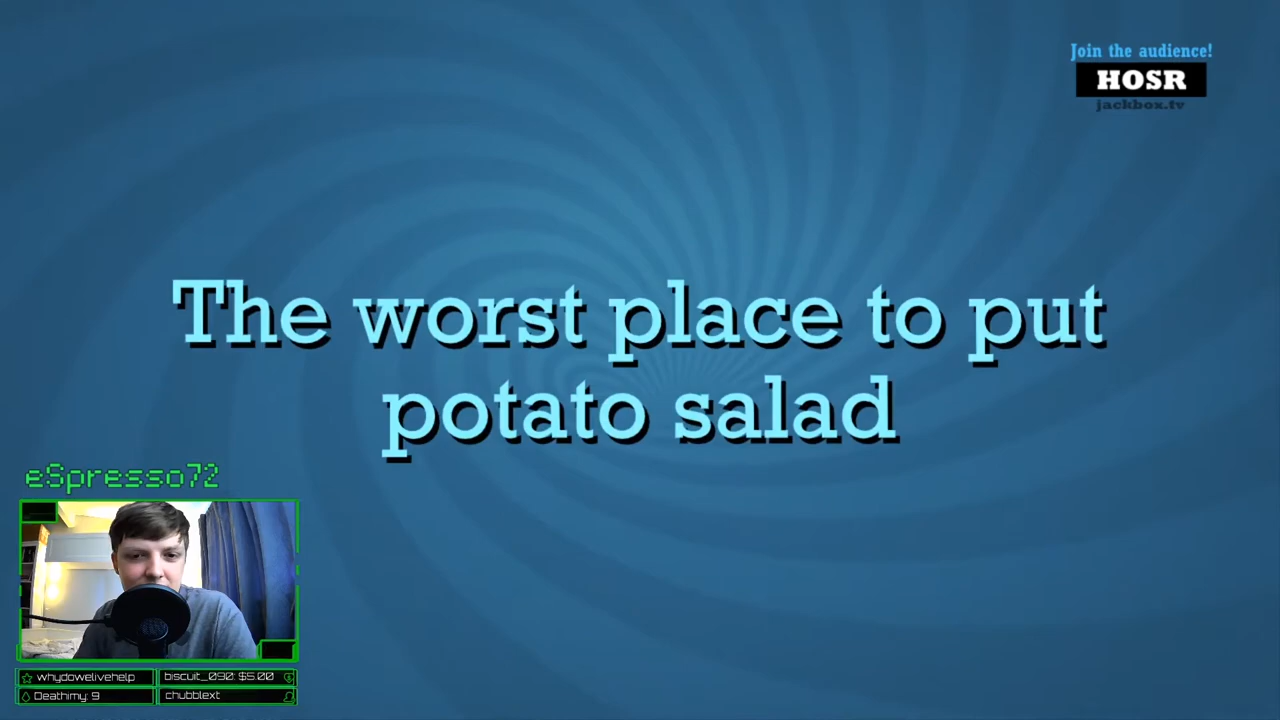 Join the audience!
HOSR
jackbox.tv
The worst place to put
potato salad
eSpresso72
whydowelivehelp
biscuit_090: $5.00
Deathimy: 9
chubblext